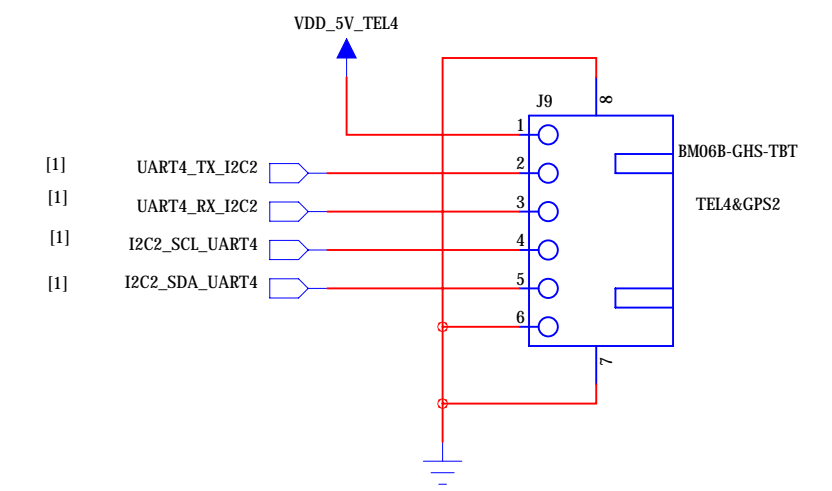 VDD_5V_TEL4
J9
8
1
BM06B-GHS-TBT
[1] UART4_TX_I2C2 2
[1] UART4_RX_I2C2 3 TEL4&GPS2
[1] I2C2_SCL_UART4 4
[1] I2C2_SDA_UART4 5
6
7